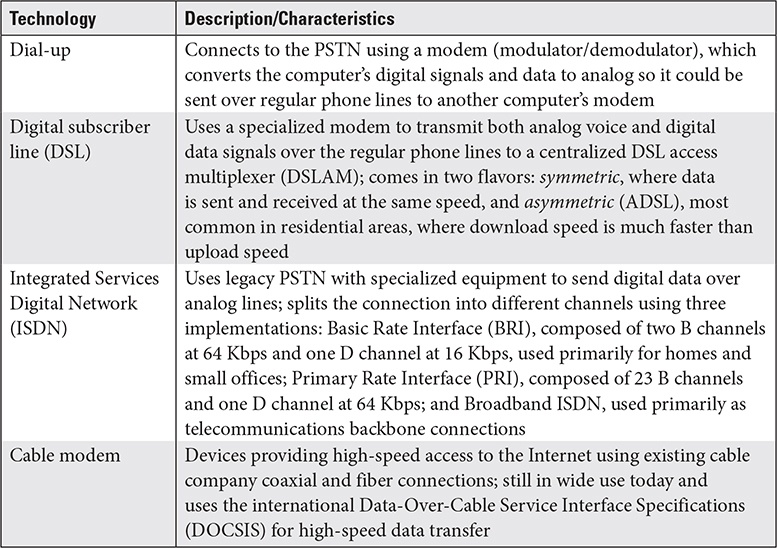 Technology Description/Characteristics
Dial-up Connects to the PSTN using a modem (modulator/demodulator), which
converts the computer's digital signals and data to analog so it could be
sent over regular phone lines to another computer's modem
Digital subscriber Uses a specialized modem to transmit both analog voice and digital
line (DSL) data signals over the regular phone lines to a centralized DSL access
multiplexer (DSLAM); comes in two flavors: symmetric, where data
is sent and received at the same speed, and asymmetric (ADSL), most
common in residential areas, where download speed is much faster than
upload speed
Integrated Services Uses legacy PSTN with specialized equipment to send digital data over
Digital Network analog lines; splits the connection into different channels using three
(ISDN) implementations: Basic Rate Interface (BRI), composed of two B channels
at 64 Kbps and one D channel at 16 Kbps, used primarily for homes and
small offices; Primary Rate Interface (PRI), composed of 23 B channels
and one D channel at 64 Kbps; and Broadband ISDN, used primarily as
telecommunications backbone connections
Cable modem Devices providing high-speed access to the Internet using existing cable
company coaxial and fiber connections; still in wide use today and
uses the international Data-Over-Cable Service Interface Specifications
(DOCSIS) for high-speed data transfer